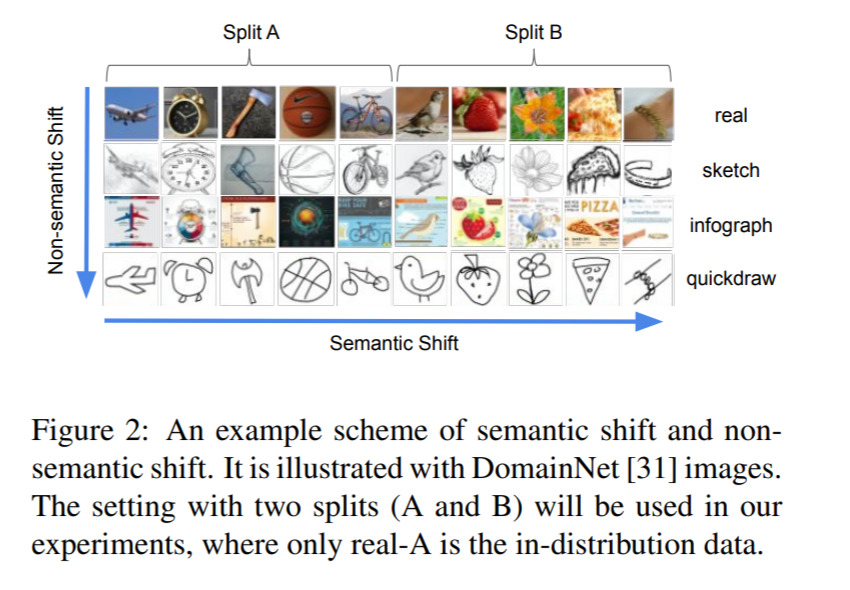 Split A
Split B
Non-semantic Shift
real
sketch
infograph
PIZZA
quickdraw
Semantic Shift
Figure 2: An example scheme of semantic shift and non-
semantic shift. It is illustrated with DomainNet [31] images.
The setting with two splits (A and B) will be used in our
experiments, where only real-A is the in-distribution data.